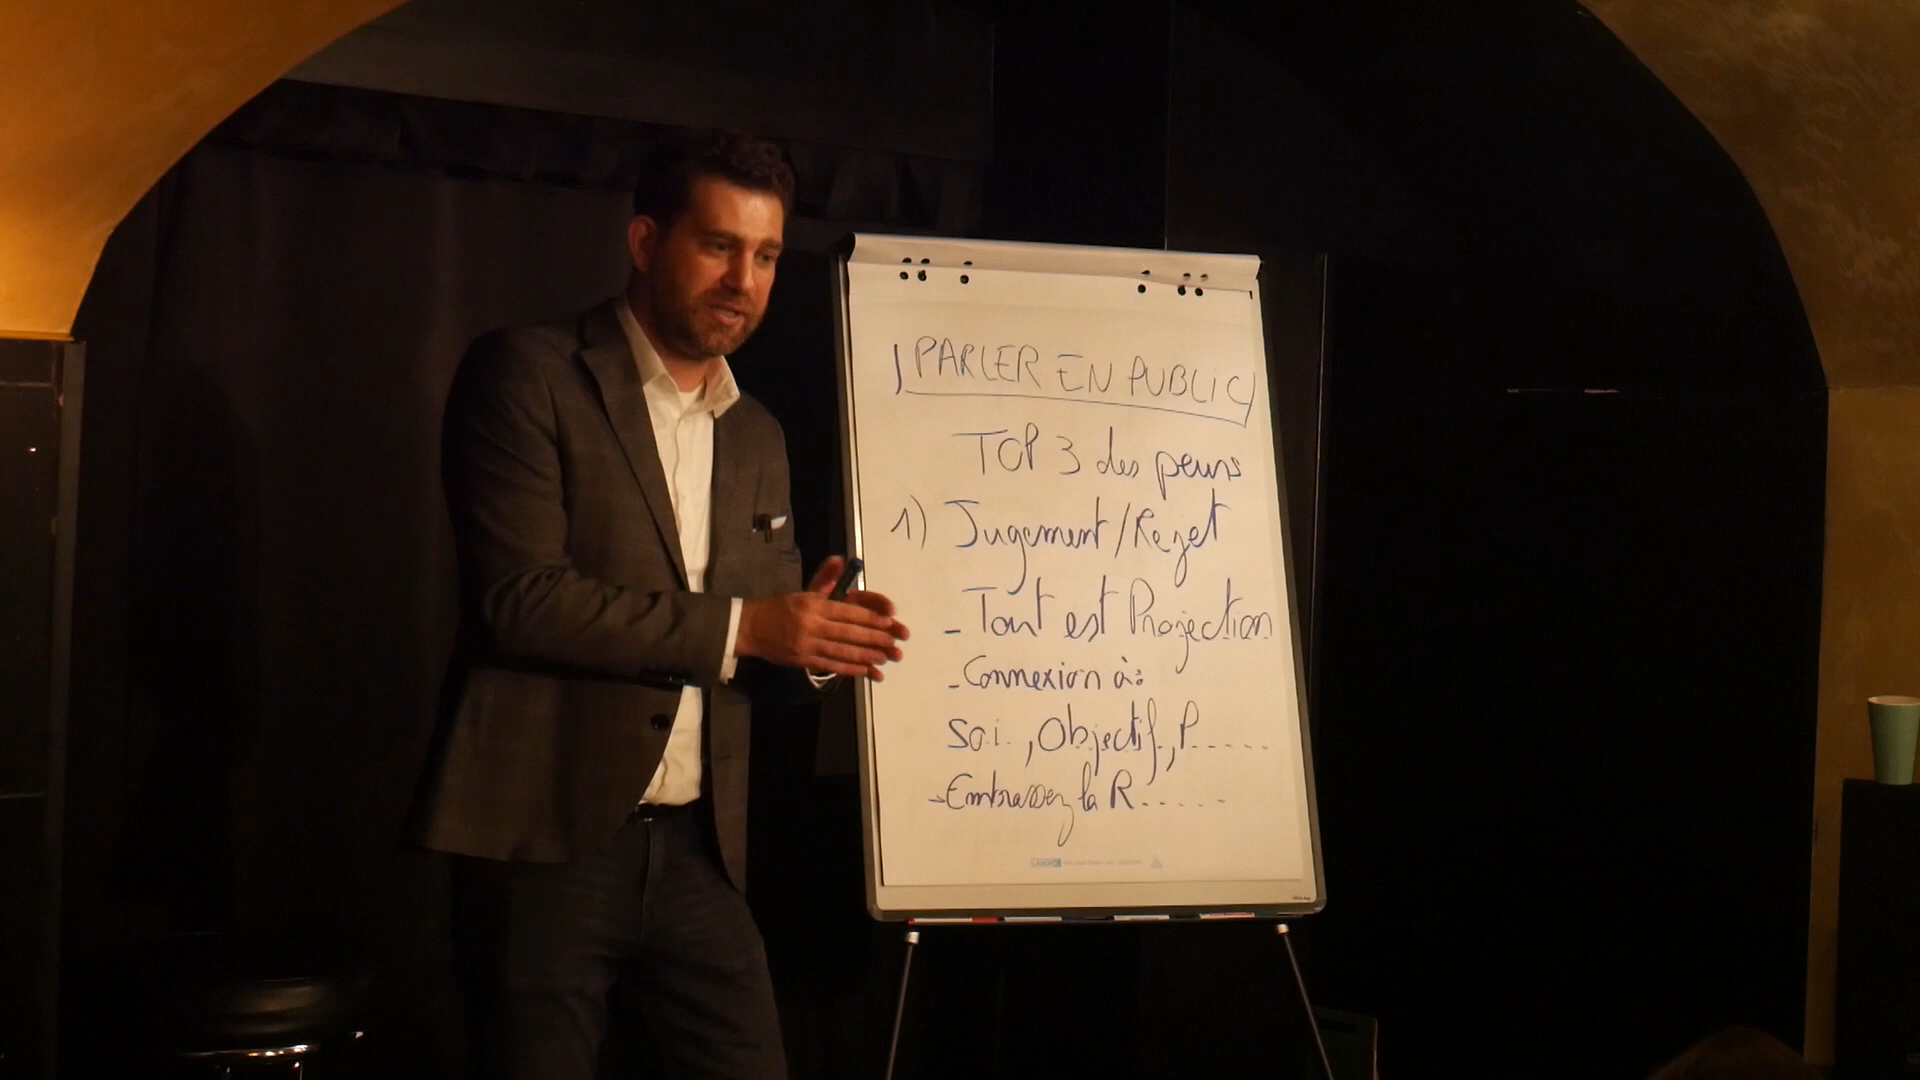 PARLER EN PUBLIC
TOP 3 des peurs
1) Jugement/Rejet
- Tout est Projection
- Connexion à :
Soi, Objectif, P.....
→ Embrassez la R.....